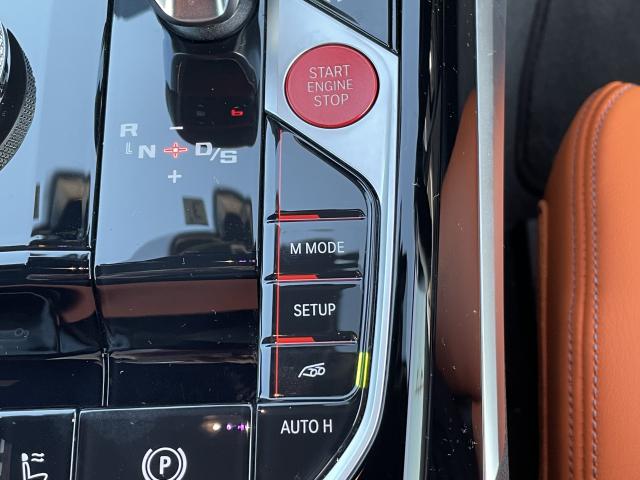 START
ENGINE
STOP
R –
N D/S
+
M MODE
SETUP
AUTO H
P